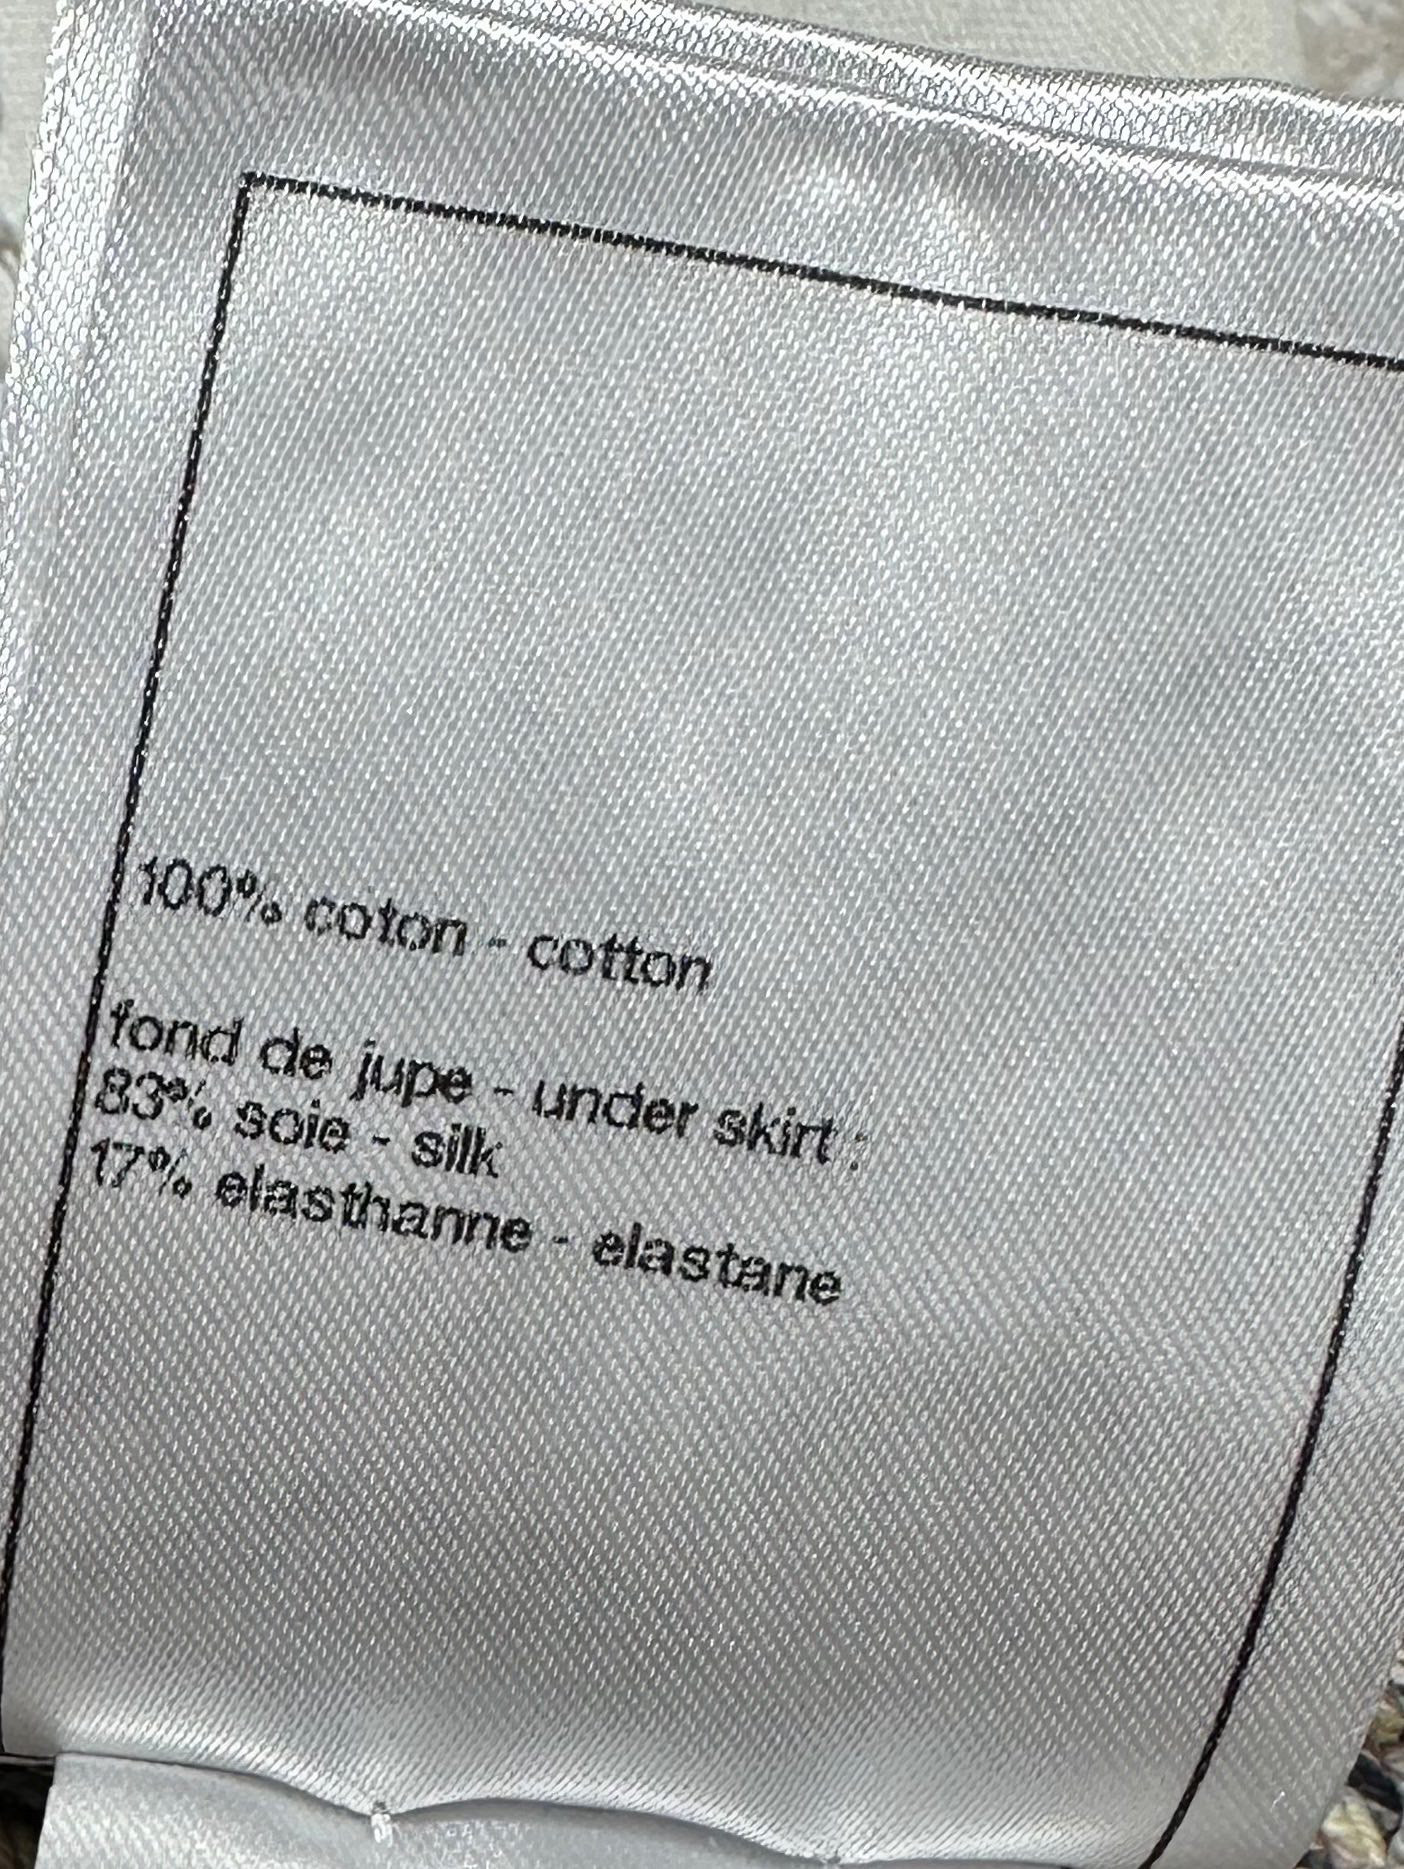 100% coton - cotton
fond de jupe - under skirt :
83% soie - silk
17% elasthanne - elastane